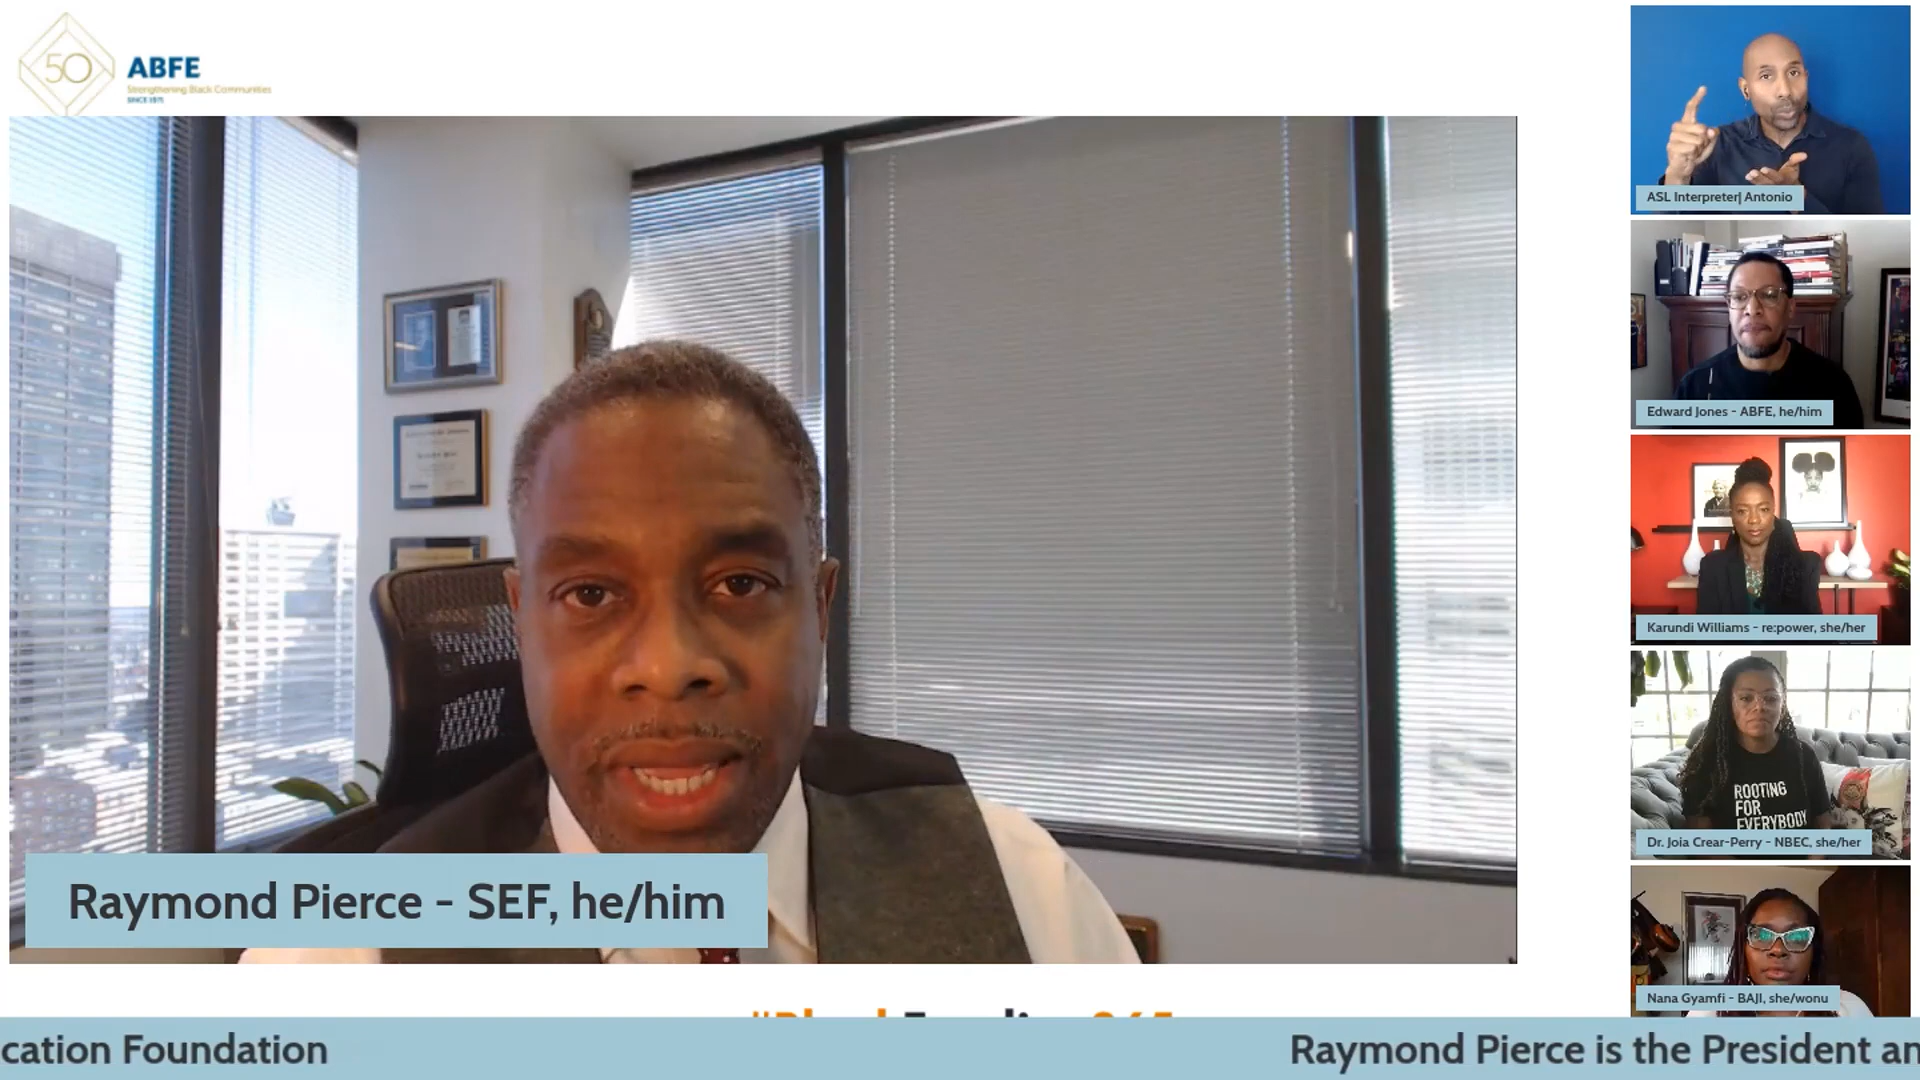 50
ABFE
Strengthening Black Communities
SINCE 1971
ASL Interpreter| Antonio
Edward Jones - ABFE, he/him
Karundi Williams - re:power, she/her
ROOTING
FOR
EVERYBODY
Dr. Joia Crear-Perry - NBEC, she/her
Nana Gyamfi - BAJI, she/wonu
Raymond Pierce - SEF, he/him
cation Foundation
Raymond Pierce is the President an